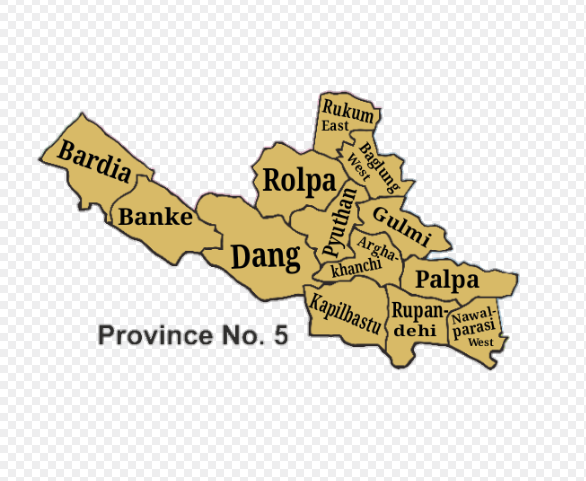 Rukum
East
Baglung
West
Bardia
Rolpa
Banke
Pyuthan
Gulmi
Dang
Argha-
khanchi
Palpa
Kapilbastu
Rupan-
dehi
Nawal-
parasi
West
Province No. 5